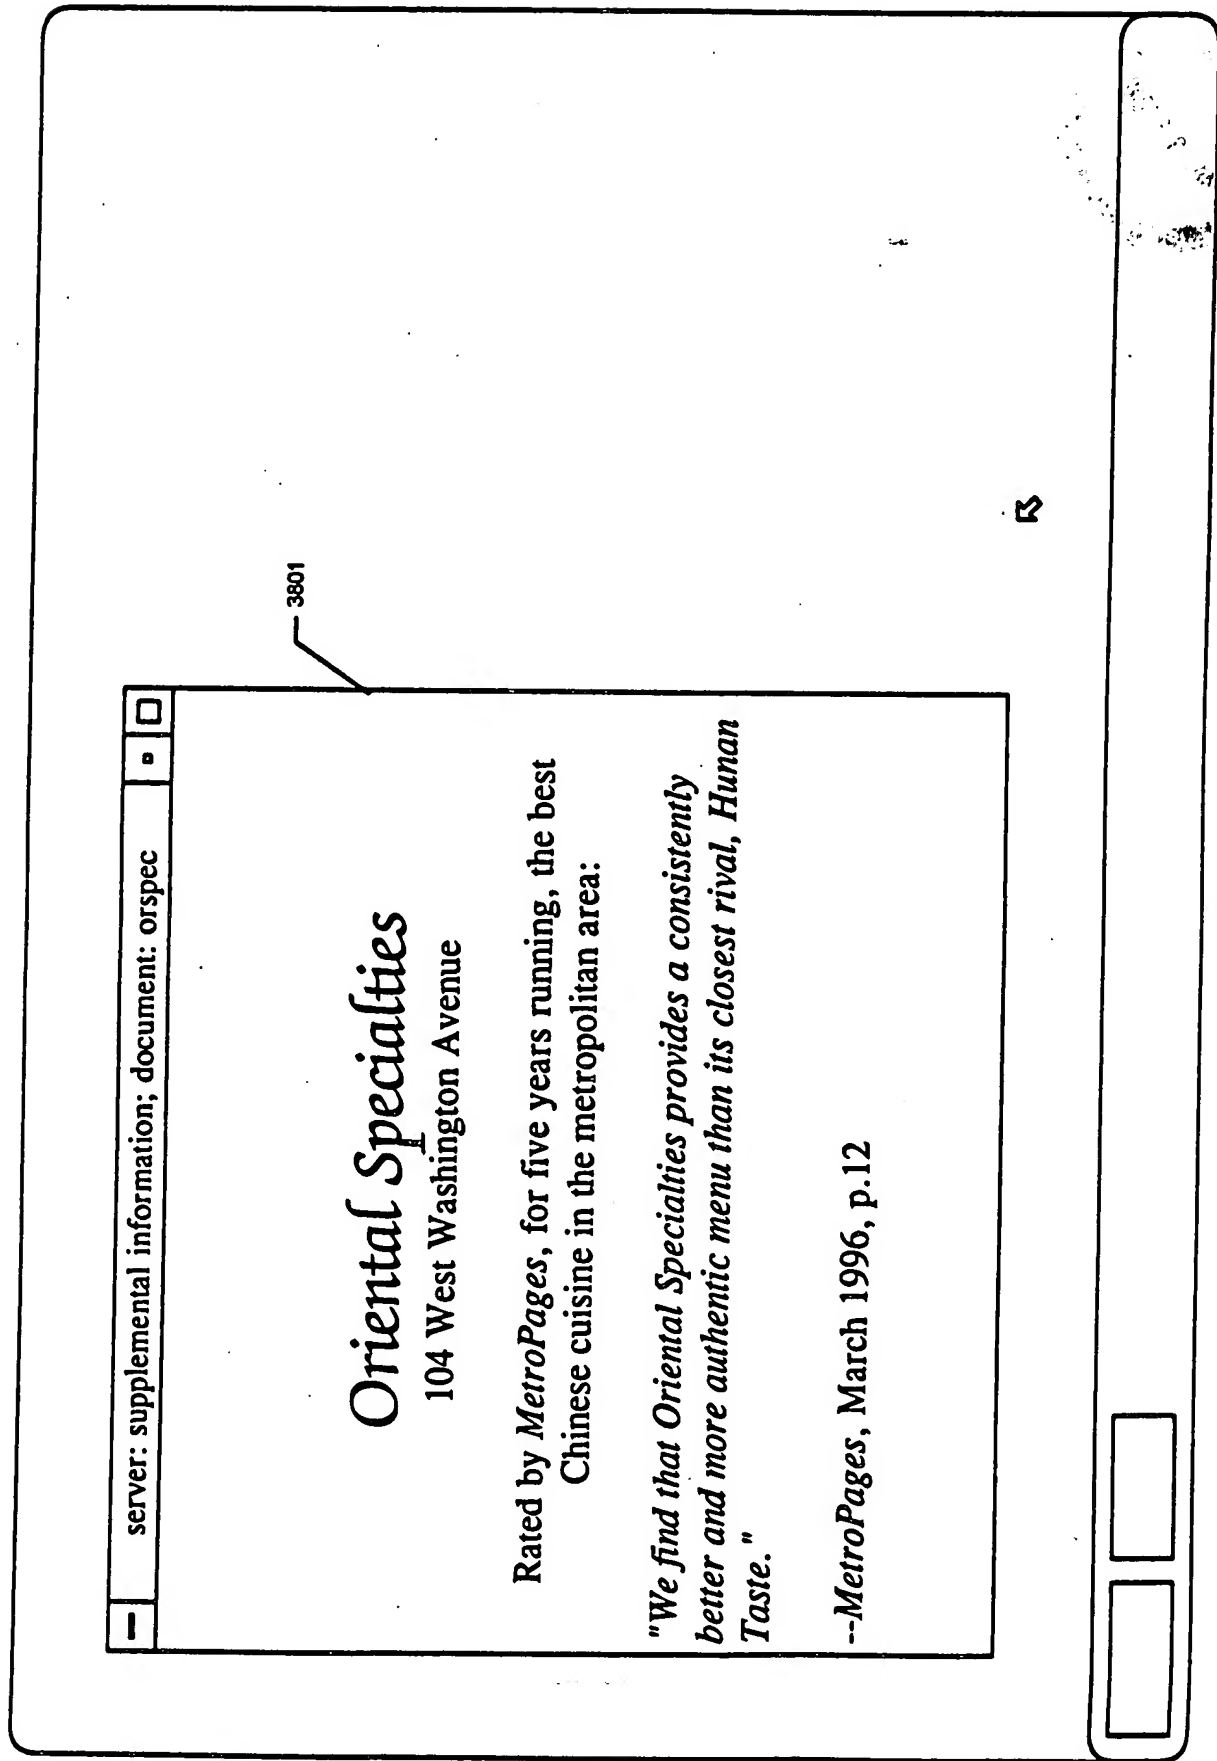 server: supplemental information; document: orspec
3801
Oriental Specialties
104 West Washington Avenue
Rated by MetroPages, for five years running, the best
Chinese cuisine in the metropolitan area:
"We find that Oriental Specialties provides a consistently
better and more authentic menu than its closest rival, Hunan
Taste."
--MetroPages, March 1996, p.12